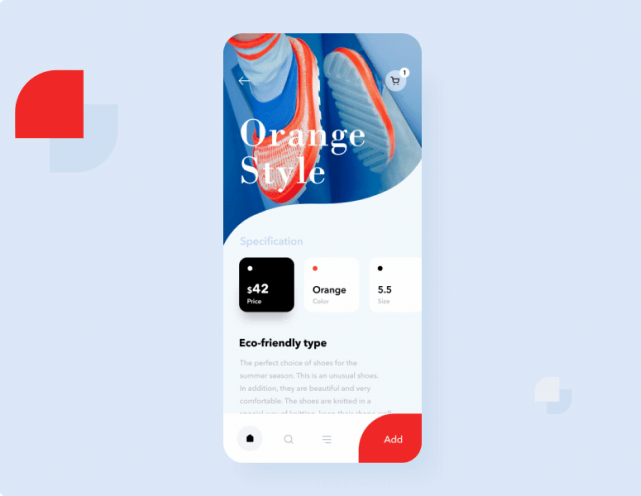 1
Orange
Style
Specification
$42
Price
Orange
Color
5.5
Size
Eco-friendly type
The perfect choice of shoes for the
summer season. This is an unusual shoes.
In addition, they are beautiful and very
comfortable. The shoes are knitted in a
Add